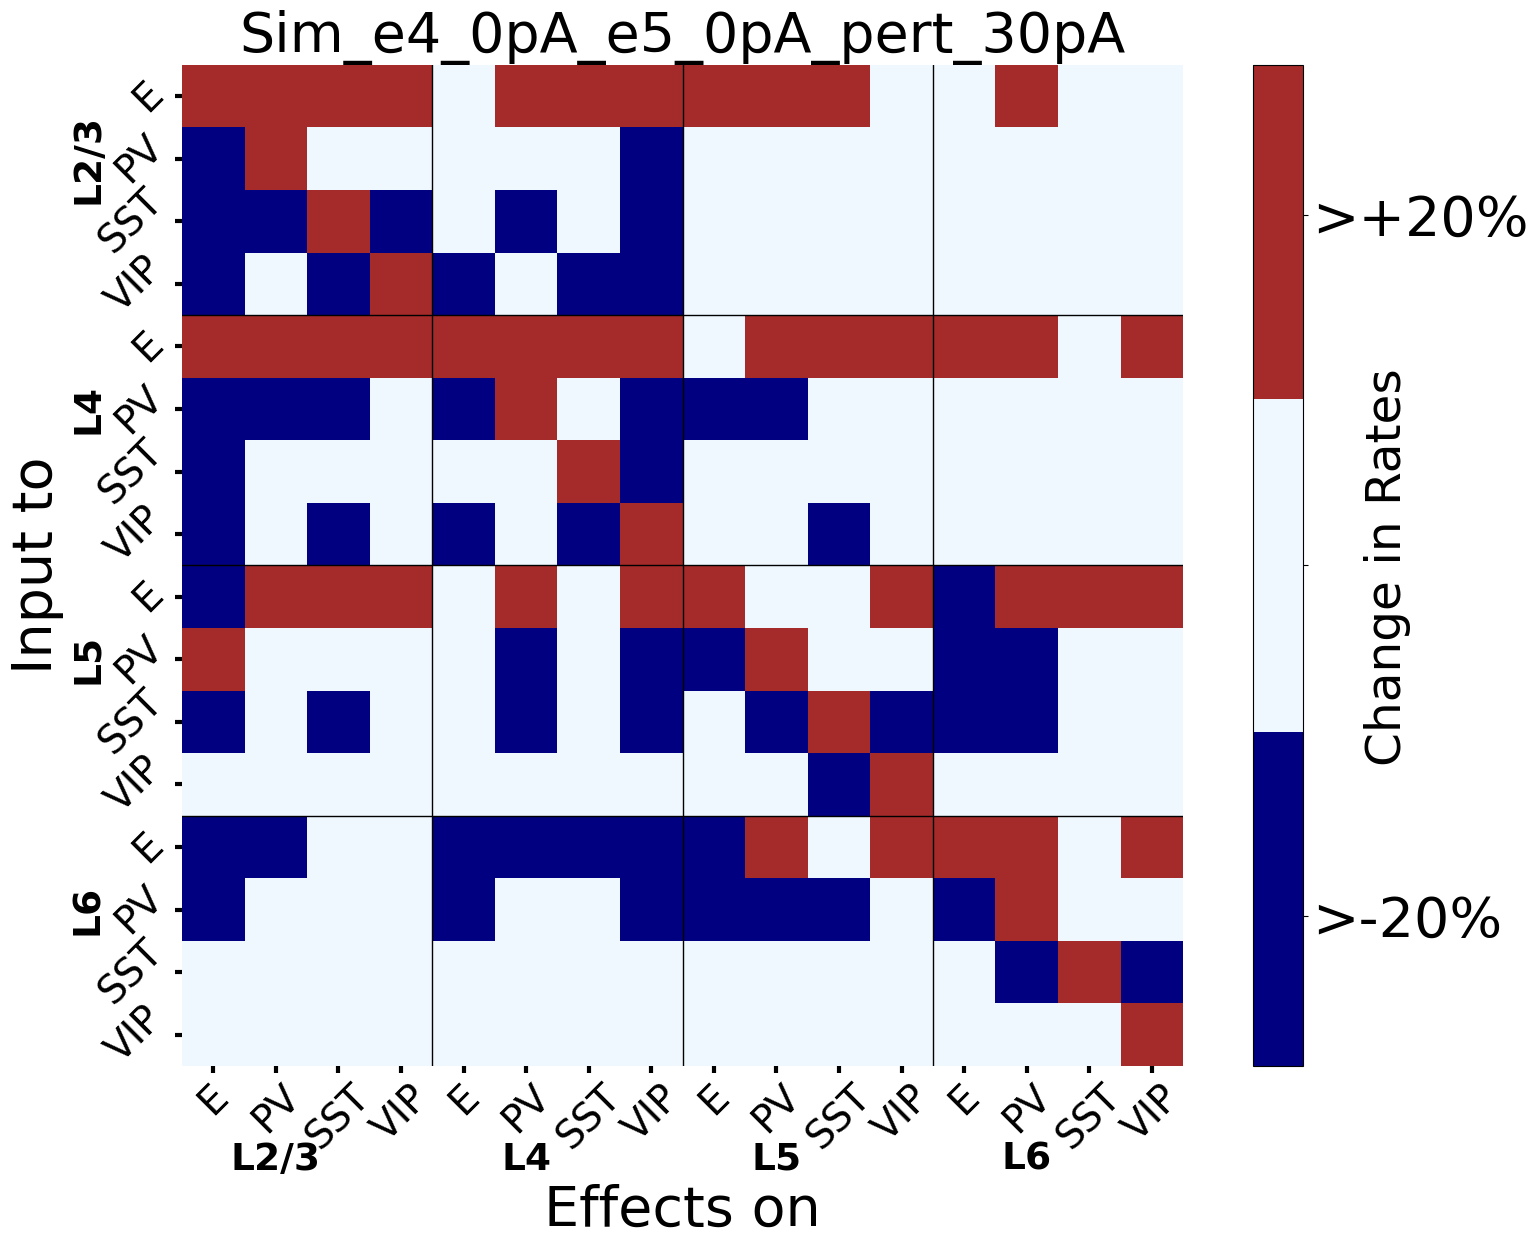 Sim_e4_0pA_e5_0pA_pert_30pA
Input to
L2/3
E
PV
SST
VIP
L4
E
PV
SST
VIP
L5
E
PV
SST
VIP
L6
E
PV
SST
VIP
E PV SST VIP E PV SST VIP E PV SST VIP E PV SST VIP
L2/3 L4 L5 L6
Effects on
>+20%
>-20%
Change in Rates